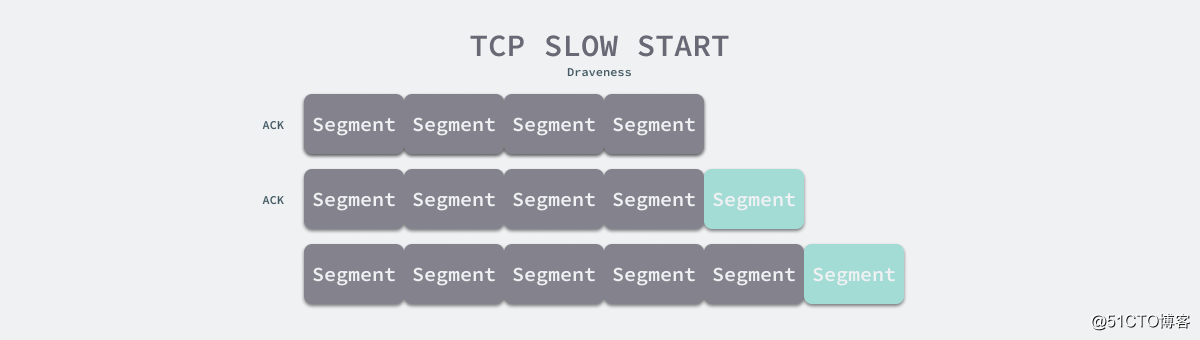 TCP SLOW START
Draveness
ACK Segment Segment Segment Segment
ACK Segment Segment Segment Segment Segment
Segment Segment Segment Segment Segment Segment
@51CTO博客